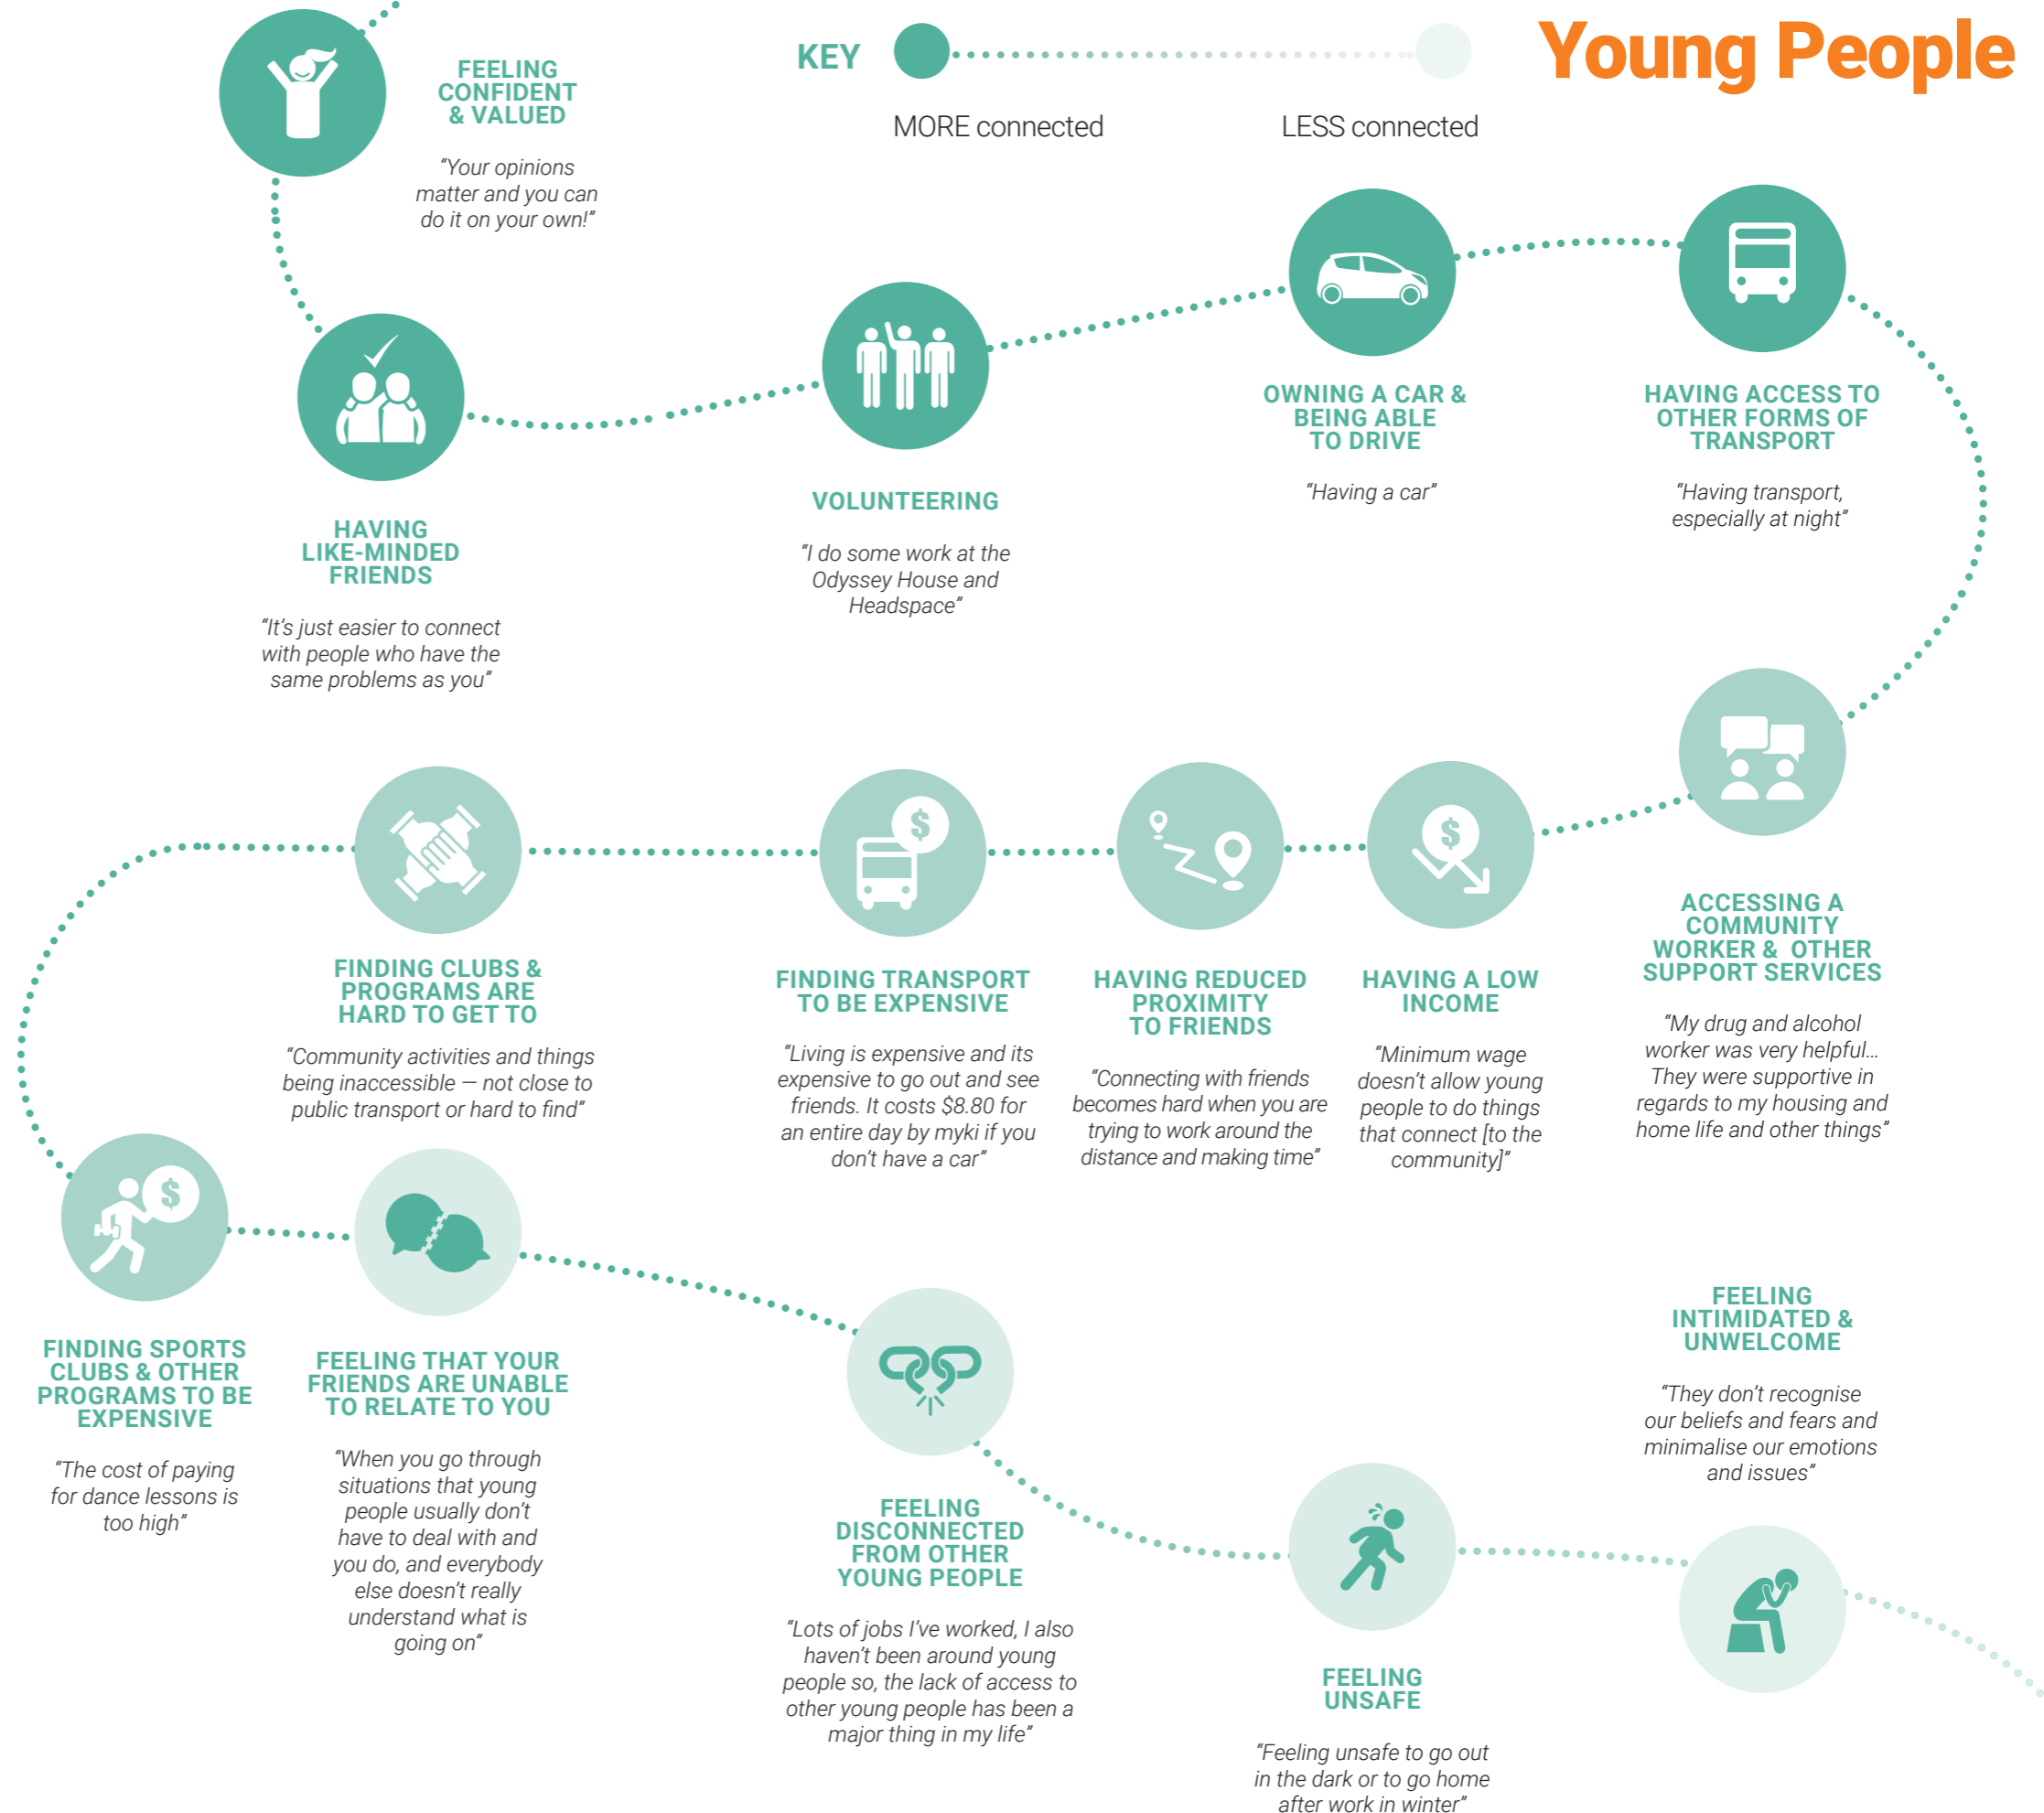 Young People
KEY
MORE connected
LESS connected
FEELING
CONFIDENT
& VALUED
"Your opinions
matter and you can
do it on your own!"
HAVING
LIKE-MINDED
FRIENDS
"It's just easier to connect
with people who have the
same problems as you"
VOLUNTEERING
"I do some work at the
Odyssey House and
Headspace"
OWNING A CAR &
BEING ABLE
TO DRIVE
"Having a car"
HAVING ACCESS TO
OTHER FORMS OF
TRANSPORT
"Having transport,
especially at night"
ACCESSING A
COMMUNITY
WORKER & OTHER
SUPPORT SERVICES
"My drug and alcohol
worker was very helpful...
They were supportive in
regards to my housing and
home life and other things"
$
HAVING A LOW
INCOME
"Minimum wage
doesn't allow young
people to do things
that connect [to the
community]"
HAVING REDUCED
PROXIMITY
TO FRIENDS
"Connecting with friends
becomes hard when you are
trying to work around the
distance and making time"
$
FINDING TRANSPORT
TO BE EXPENSIVE
"Living is expensive and its
expensive to go out and see
friends. It costs $8.80 for
an entire day by myki if you
don't have a car"
FINDING CLUBS &
PROGRAMS ARE
HARD TO GET TO
"Community activities and things
being inaccessible — not close to
public transport or hard to find"
$
FINDING SPORTS
CLUBS & OTHER
PROGRAMS TO BE
EXPENSIVE
"The cost of paying
for dance lessons is
too high"
FEELING THAT YOUR
FRIENDS ARE UNABLE
TO RELATE TO YOU
"When you go through
situations that young
people usually don't
have to deal with and
you do, and everybody
else doesn't really
understand what is
going on"
FEELING
DISCONNECTED
FROM OTHER
YOUNG PEOPLE
"Lots of jobs I've worked, I also
haven't been around young
people so, the lack of access to
other young people has been a
major thing in my life"
FEELING
UNSAFE
"Feeling unsafe to go out
in the dark or to go home
after work in winter"
FEELING
INTIMIDATED &
UNWELCOME
"They don't recognise
our beliefs and fears and
minimalise our emotions
and issues"